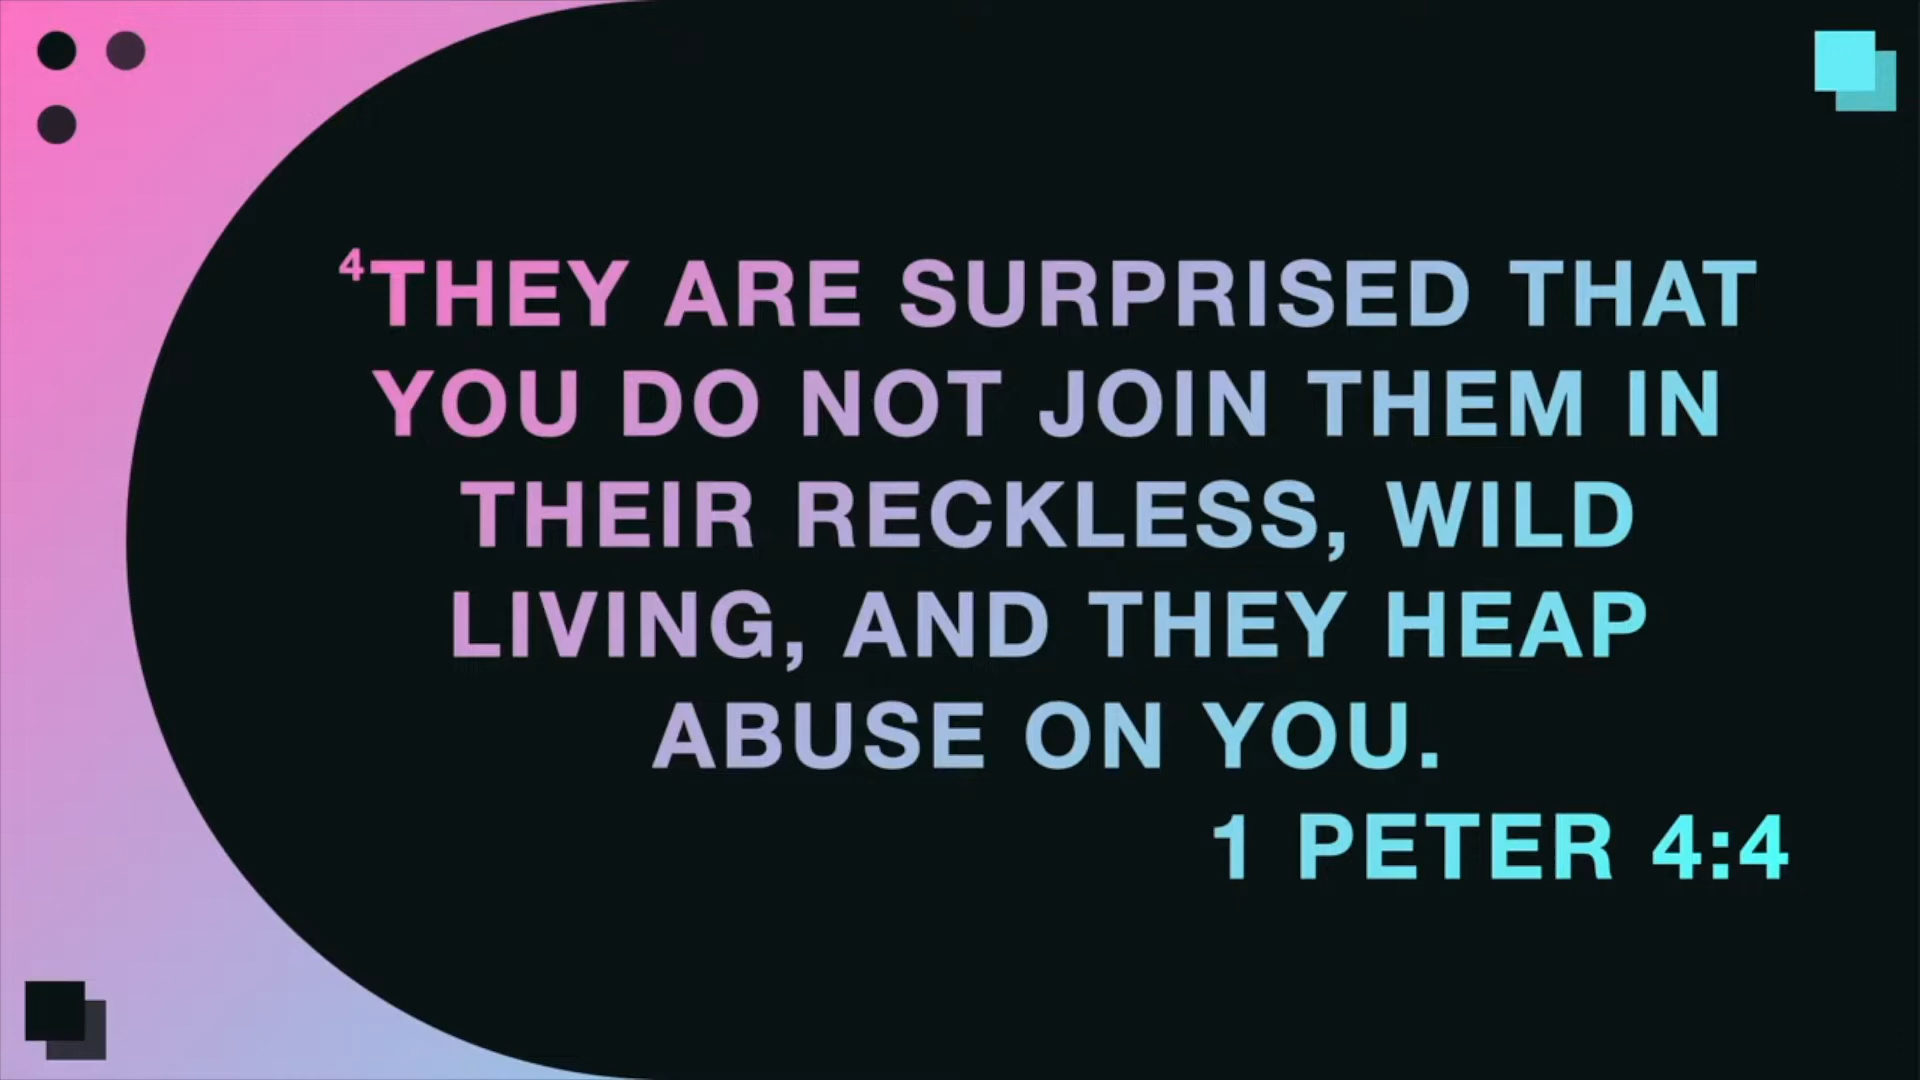 ⁴THEY ARE SURPRISED THAT
YOU DO NOT JOIN THEM IN
THEIR RECKLESS, WILD
LIVING, AND THEY HEAP
ABUSE ON YOU.
1 PETER 4:4